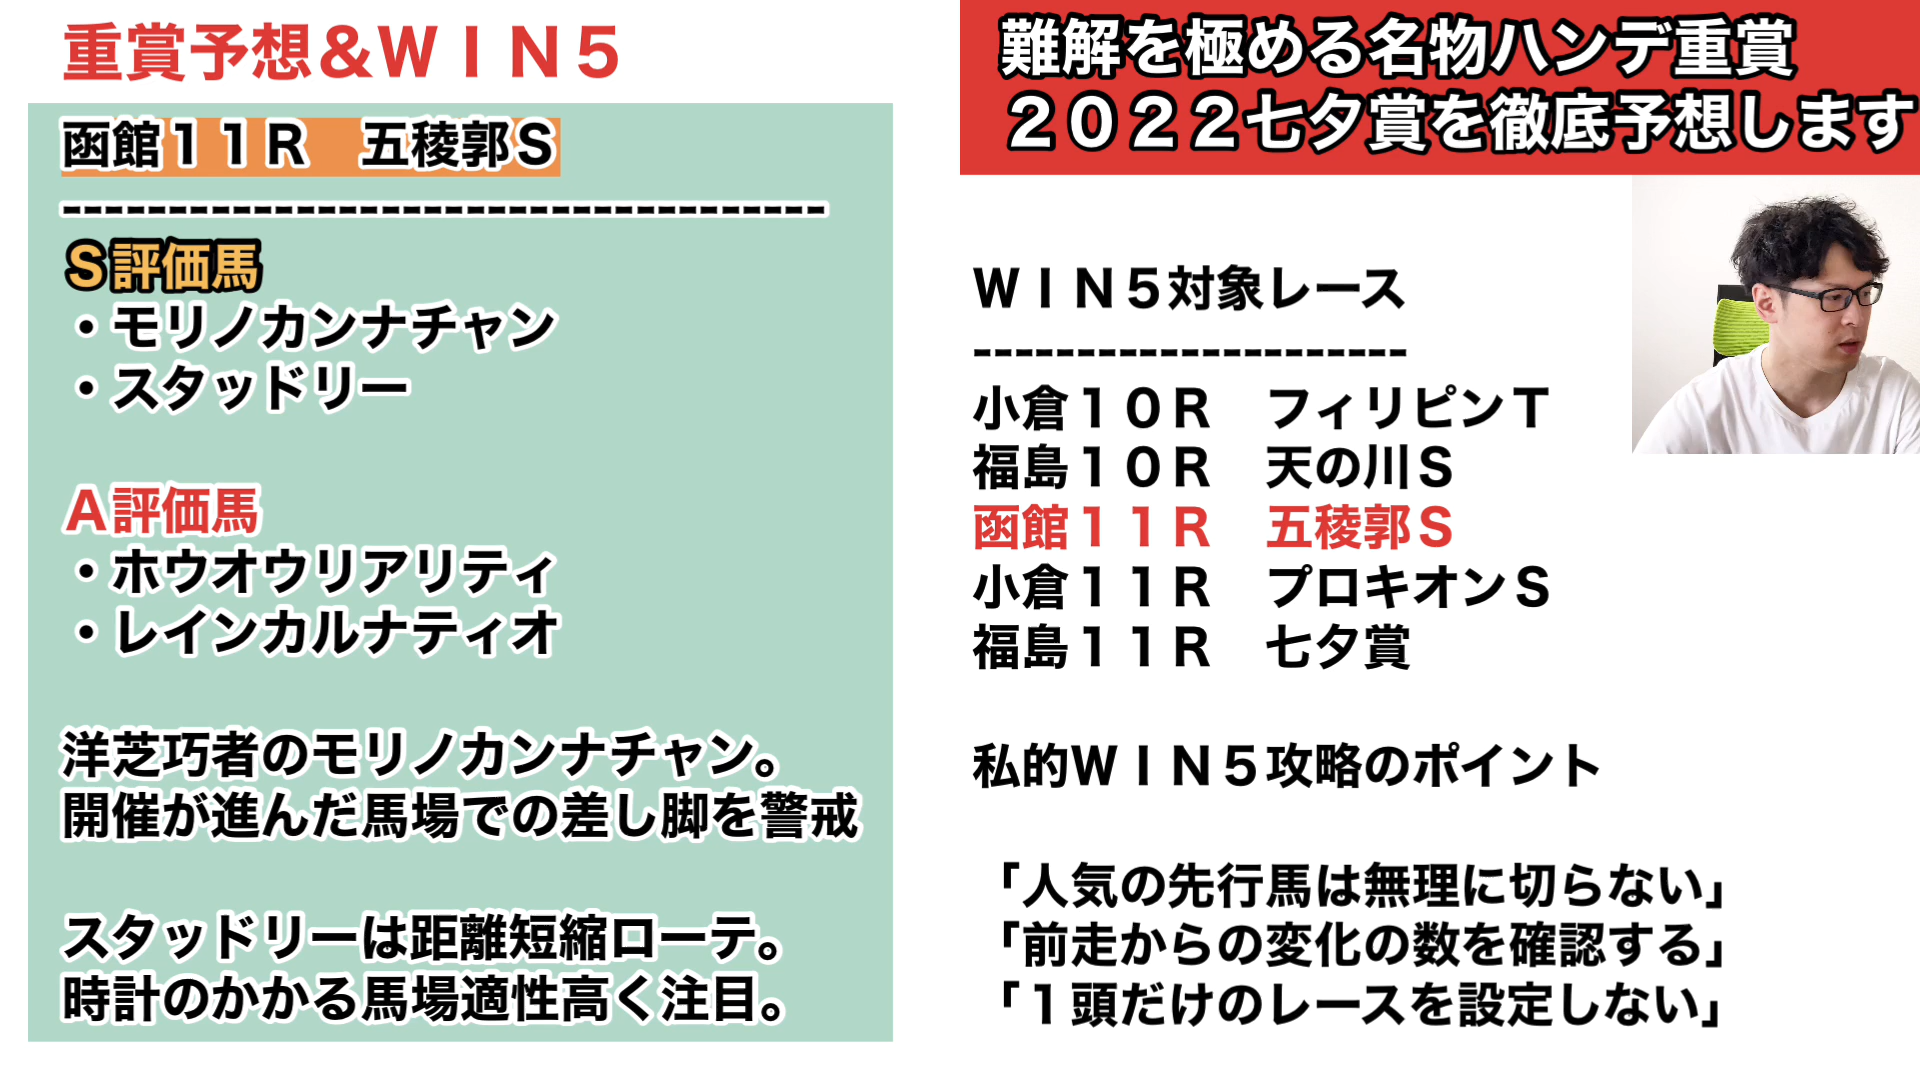 重賞予想&WIN5
函館11R　五稜郭S
-------------------------------------
S評価馬
・モリノカンナチャン
・スタッドリー
A評価馬
・ホウオウリアリティ
・レインカルナティオ
洋芝巧者のモリノカンナチャン。
開催が進んだ馬場での差し脚を警戒
スタッドリーは距離短縮ローテ。
時計のかかる馬場適性高く注目。
難解を極める名物ハンデ重賞
2022七夕賞を徹底予想します
WIN5対象レース
---------------------
小倉10R　フィリピンT
福島10R　天の川S
函館11R　五稜郭S
小倉11R　プロキオンS
福島11R　七夕賞
私的WIN5攻略のポイント
「人気の先行馬は無理に切らない」
「前走からの変化の数を確認する」
「1頭だけのレースを設定しない」